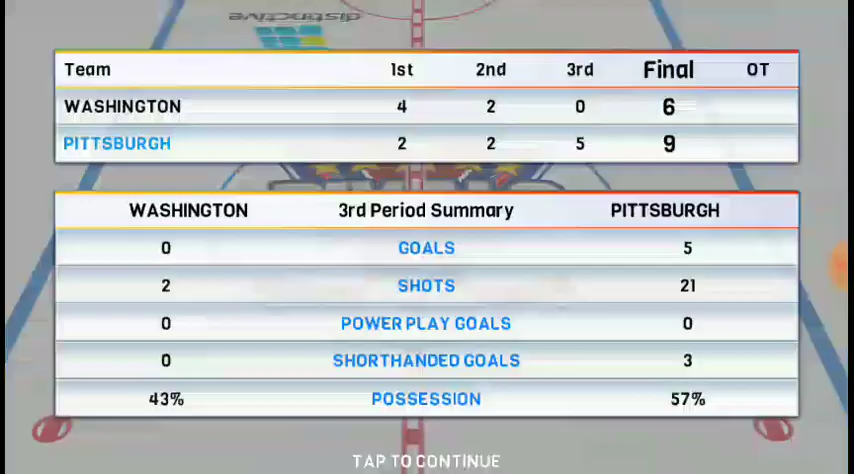 distinctive
Team 1st 2nd 3rd Final OT
WASHINGTON 4 2 0 6
PITTSBURGH 2 2 5 9
WASHINGTON 3rd Period Summary PITTSBURGH
0 GOALS 5
2 SHOTS 21
0 POWER PLAY GOALS 0
0 SHORTHANDED GOALS 3
43% POSSESSION 57%
TAP TO CONTINUE